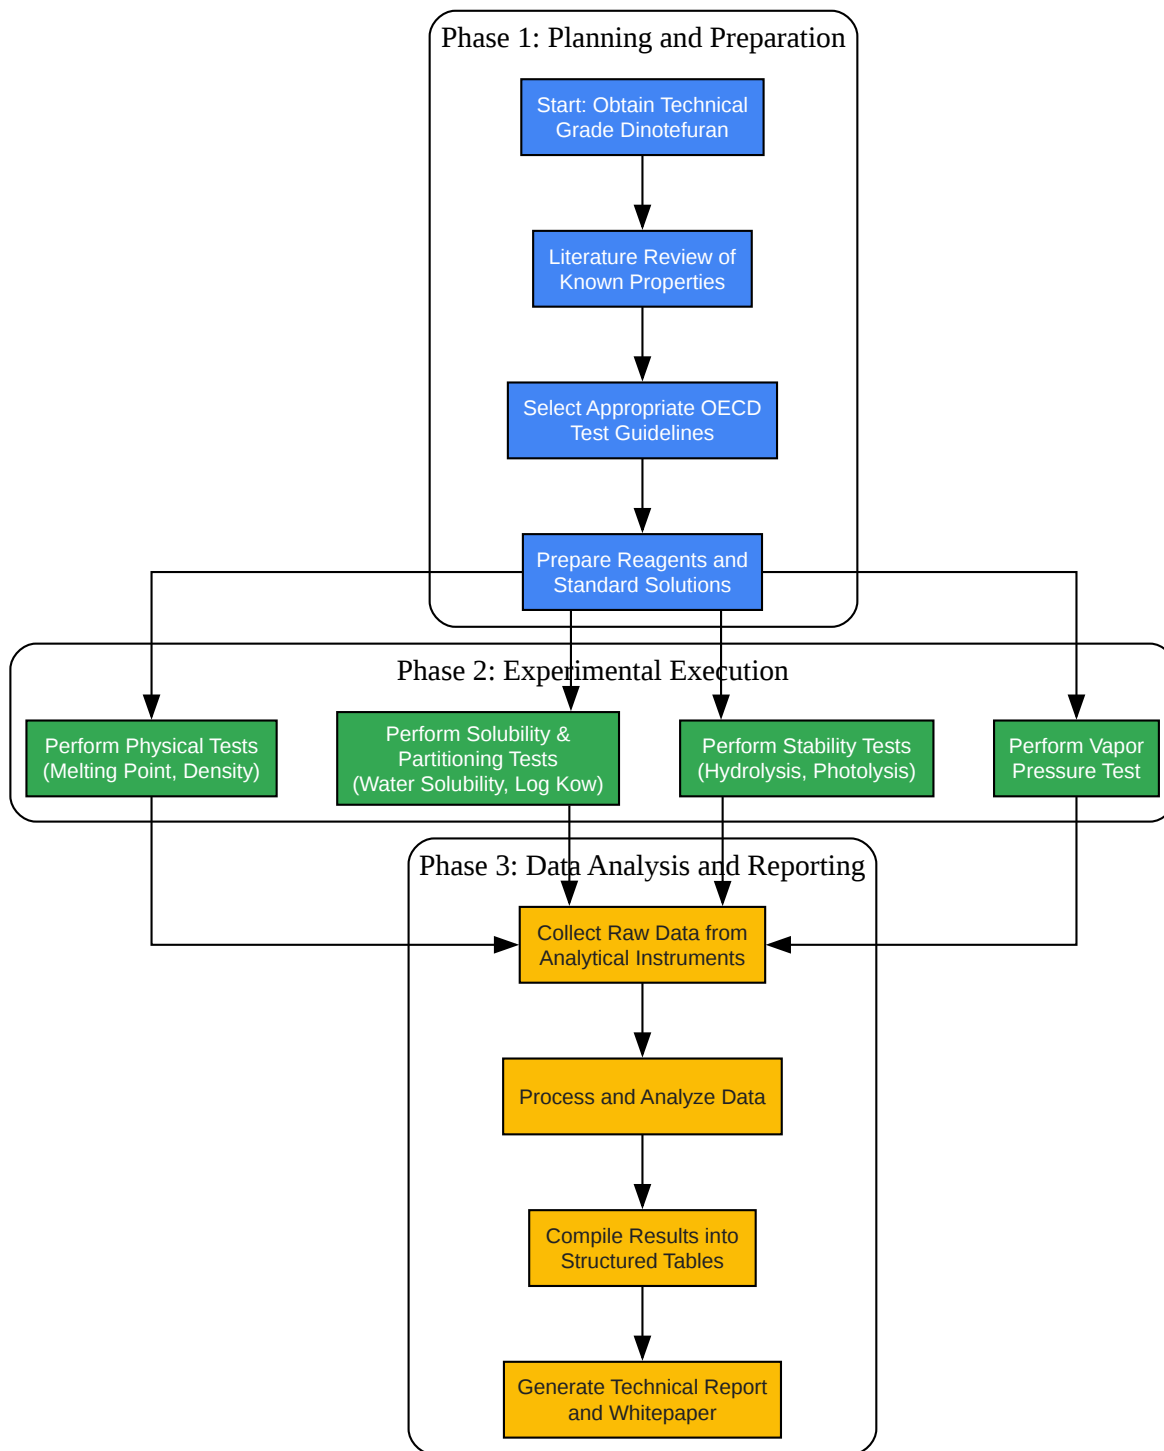 Phase 1: Planning and Preparation
Start: Obtain Technical
Grade Dinotefuran
Literature Review of
Known Properties
Select Appropriate OECD
Test Guidelines
Prepare Reagents and
Standard Solutions
Phase 2: Experimental Execution
Perform Physical Tests
(Melting Point, Density)
Perform Solubility &
Partitioning Tests
(Water Solubility, Log Kow)
Perform Stability Tests
(Hydrolysis, Photolysis)
Perform Vapor
Pressure Test
Phase 3: Data Analysis and Reporting
Collect Raw Data from
Analytical Instruments
Process and Analyze Data
Compile Results into
Structured Tables
Generate Technical Report
and Whitepaper